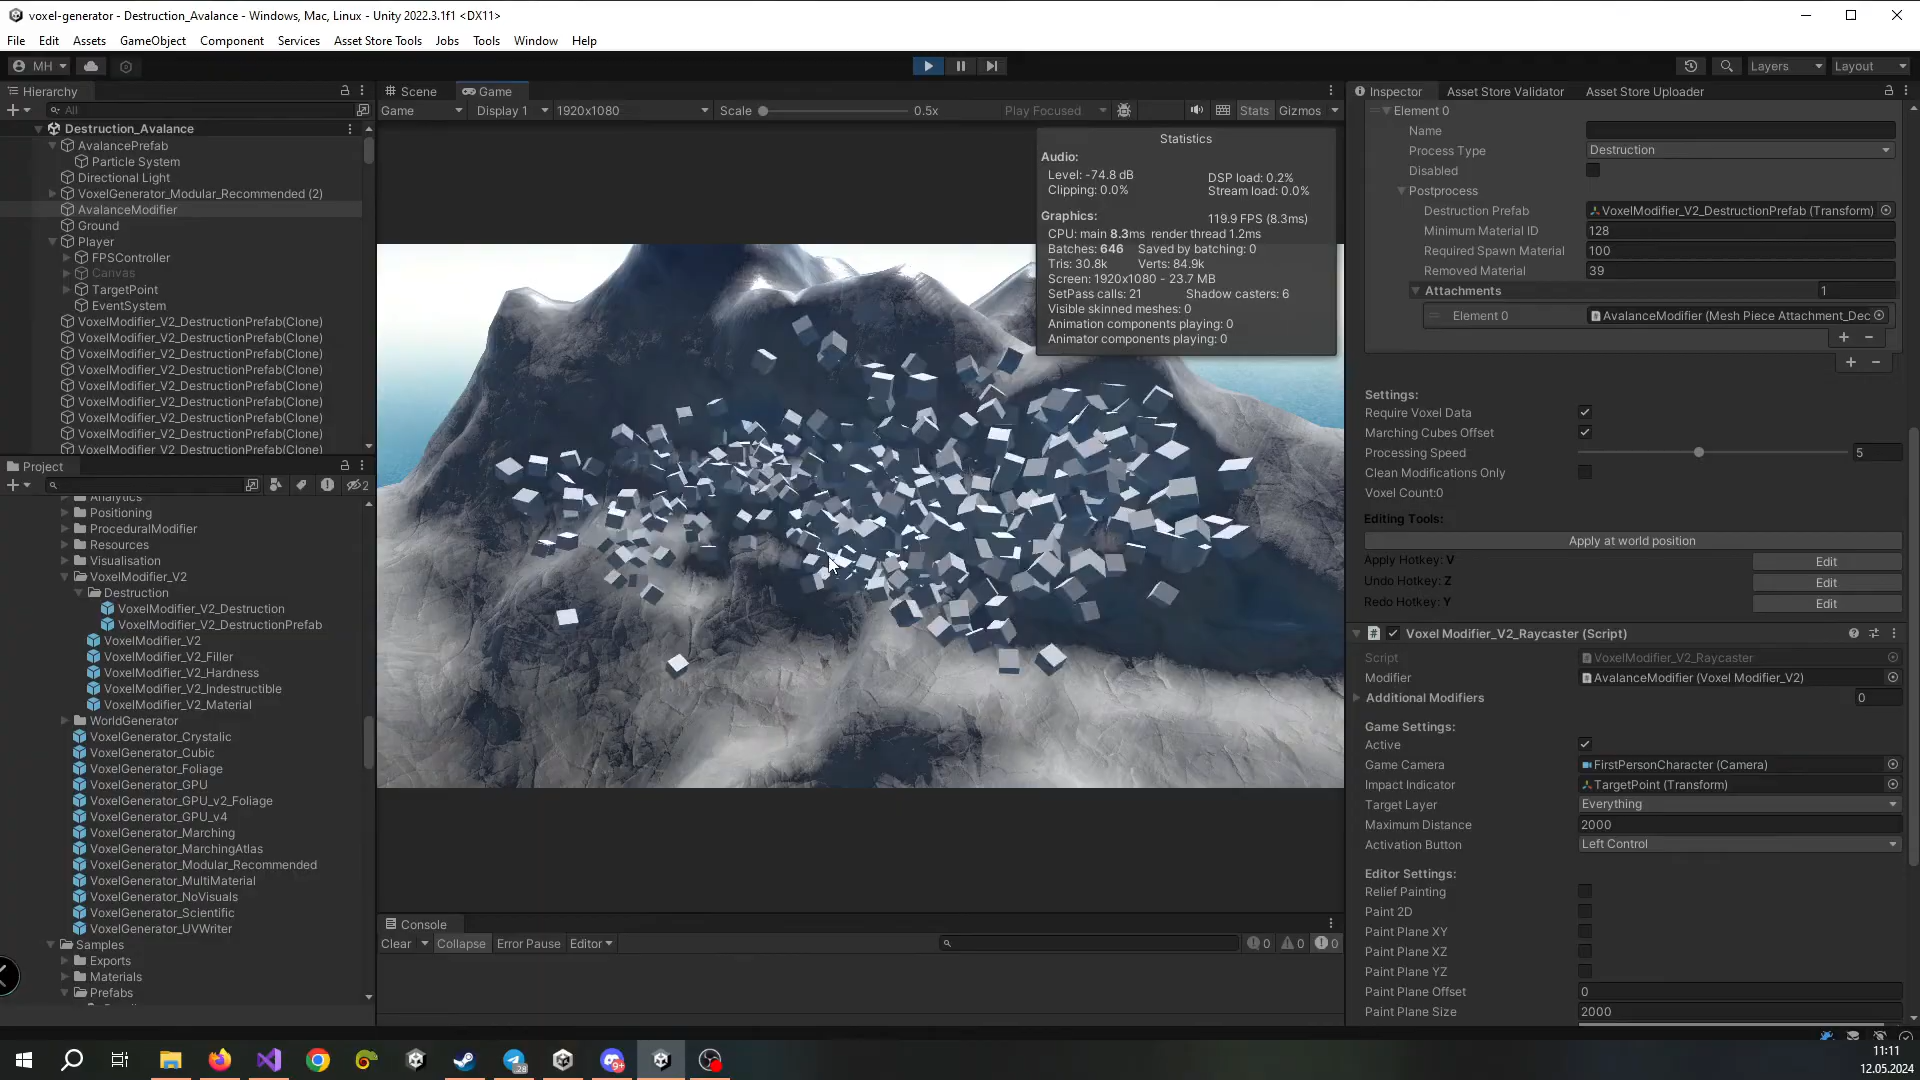 voxel-generator - Destruction_Avalance - Windows, Mac, Linux - Unity 2022.3.1f1 <DX11>
File Edit Assets GameObject Component Services Asset Store Tools Jobs Tools Window Help
MH
Layers Layout
Hierarchy
All
Destruction_Avalance
AvalancePrefab
Particle System
Directional Light
VoxelGenerator_Modular_Recommended (2)
AvalanceModifier
Ground
Player
FPSController
Canvas
TargetPoint
EventSystem
VoxelModifier_V2_DestructionPrefab(Clone)
VoxelModifier_V2_DestructionPrefab(Clone)
VoxelModifier_V2_DestructionPrefab(Clone)
VoxelModifier_V2_DestructionPrefab(Clone)
VoxelModifier_V2_DestructionPrefab(Clone)
VoxelModifier_V2_DestructionPrefab(Clone)
VoxelModifier_V2_DestructionPrefab(Clone)
VoxelModifier_V2_DestructionPrefab(Clone)
VoxelModifier_V2_DestructionPrefab(Clone)
Project
2
Analytics
Positioning
ProceduralModifier
Resources
Visualisation
VoxelModifier_V2
Destruction
VoxelModifier_V2_Destruction
VoxelModifier_V2_DestructionPrefab
VoxelModifier_V2
VoxelModifier_V2_Filler
VoxelModifier_V2_Hardness
VoxelModifier_V2_Indestructible
VoxelModifier_V2_Material
WorldGenerator
VoxelGenerator_Crystalic
VoxelGenerator_Cubic
VoxelGenerator_Foliage
VoxelGenerator_GPU
VoxelGenerator_GPU_v2_Foliage
VoxelGenerator_GPU_v4
VoxelGenerator_Marching
VoxelGenerator_MarchingAtlas
VoxelGenerator_Modular_Recommended
VoxelGenerator_MultiMaterial
VoxelGenerator_NoVisuals
VoxelGenerator_Scientific
VoxelGenerator_UVWriter
Samples
Exports
Materials
Prefabs
Scene Game
Game Display 1 1920x1080 Scale 0.5x Play Focused Stats Gizmos
Statistics
Audio:
Level: -74.8 dB DSP load: 0.2%
Clipping: 0.0% Stream load: 0.0%
Graphics: 119.9 FPS (8.3ms)
CPU: main 8.3ms render thread 1.2ms
Batches: 646 Saved by batching: 0
Tris: 30.8k Verts: 84.9k
Screen: 1920x1080 - 23.7 MB
SetPass calls: 21 Shadow casters: 6
Visible skinned meshes: 0
Animation components playing: 0
Animator components playing: 0
Console
Clear Collapse Error Pause Editor
0 0 0
Inspector Asset Store Validator Asset Store Uploader
Element 0
Name
Process Type Destruction
Disabled
Postprocess
Destruction Prefab VoxelModifier_V2_DestructionPrefab (Transform)
Minimum Material ID 128
Required Spawn Material 100
Removed Material 39
Attachments 1
Element 0 AvalanceModifier (Mesh Piece Attachment_Dec
Settings:
Require Voxel Data
Marching Cubes Offset
Processing Speed 5
Clean Modifications Only
Voxel Count:0
Editing Tools:
Apply at world position
Apply Hotkey: V Edit
Undo Hotkey: Z Edit
Redo Hotkey: Y Edit
Voxel Modifier_V2_Raycaster (Script)
Script VoxelModifier_V2_Raycaster
Modifier AvalanceModifier (Voxel Modifier_V2)
Additional Modifiers 0
Game Settings:
Active
Game Camera FirstPersonCharacter (Camera)
Impact Indicator TargetPoint (Transform)
Target Layer Everything
Maximum Distance 2000
Activation Button Left Control
Editor Settings:
Relief Painting
Paint 2D
Paint Plane XY
Paint Plane XZ
Paint Plane YZ
Paint Plane Offset 0
Paint Plane Size 2000
28
9+
11:11
12.05.2024